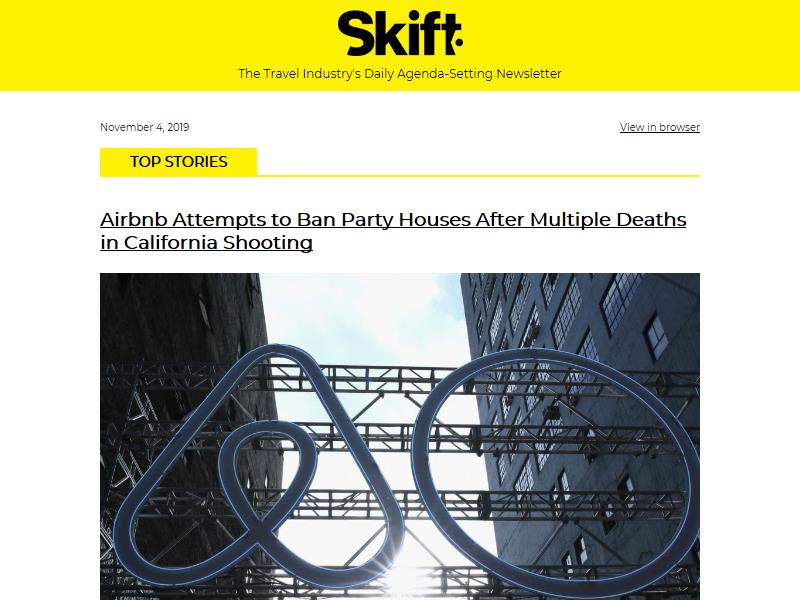 Skift
The Travel Industry's Daily Agenda-Setting Newsletter
November 4, 2019
View in browser
TOP STORIES
Airbnb Attempts to Ban Party Houses After Multiple Deaths
in California Shooting